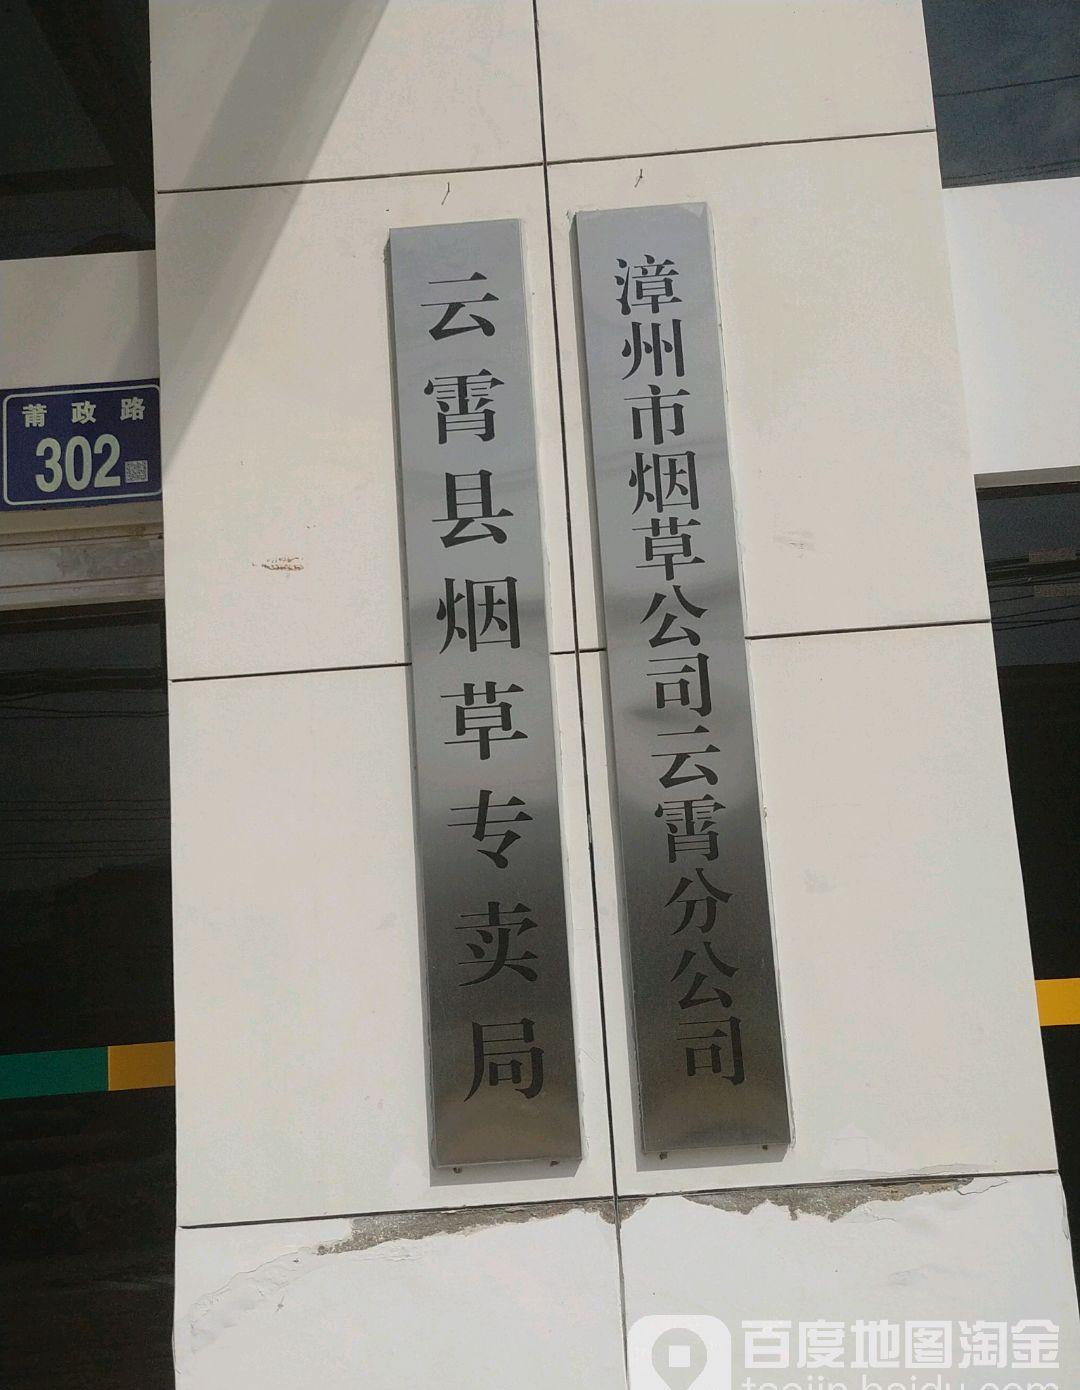 漳州市烟草公司云霄分公司
云霄县烟草专卖局
莆政路
302
百度地图淘金
taojin.baidu.com